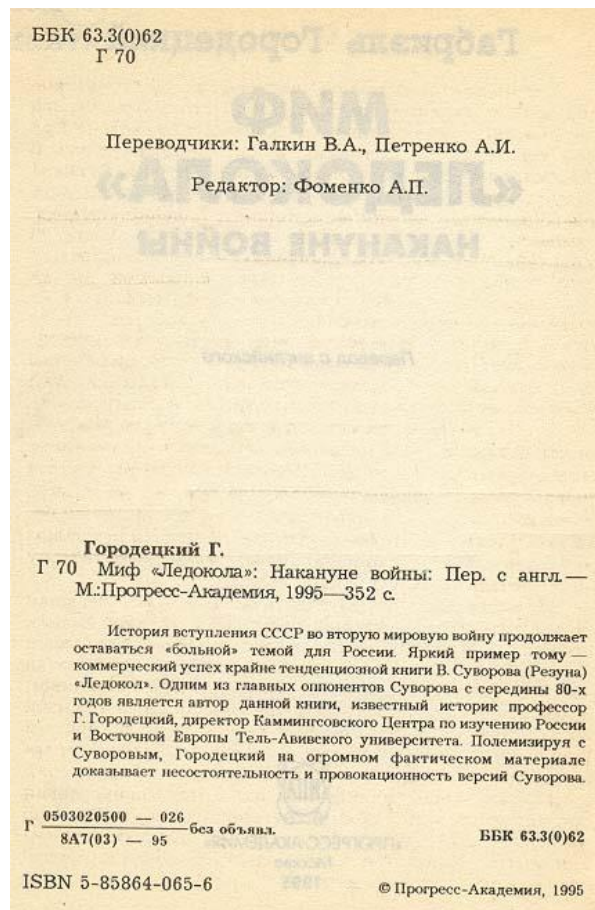 ББК 63.3(0)62
Г 70
Переводчики: Галкин В.А., Петренко А.И.
Редактор: Фоменко А.П.
Городецкий Г.
Г 70 Миф «Ледокола»: Накануне войны: Пер. с англ.—
М.:Прогресс-Академия, 1995—352 с.
История вступления СССР во вторую мировую войну продолжает
оставаться «больной» темой для России. Яркий пример тому —
коммерческий успех крайне тенденциозной книги В. Суворова (Резуна)
«Ледокол». Одним из главных оппонентов Суворова с середины 80-х
годов является автор данной книги, известный историк профессор
Г. Городецкий, директор Каммингсовского Центра по изучению России
и Восточной Европы Тель-Авивского университета. Полемизируя с
Суворовым, Городецкий на огромном фактическом материале
доказывает несостоятельность и провокационность версий Суворова.
Г 0503020500 — 026
8А7(03) — 95 без объявл.
ББК 63.3(0)62
ISBN 5-85864-065-6
© Прогресс-Академия, 1995